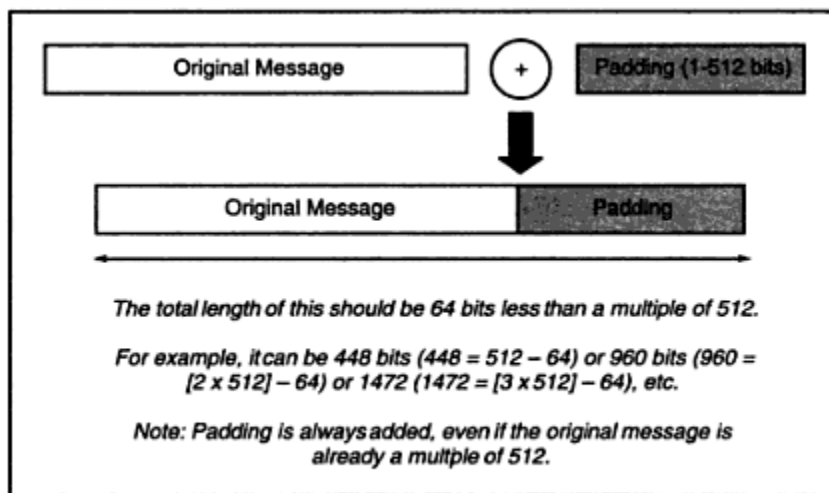 Original Message + Padding (1-512 bits)
Original Message Padding
The total length of this should be 64 bits less than a multiple of 512.
For example, it can be 448 bits (448 = 512 – 64) or 960 bits (960 =
[2 x 512] – 64) or 1472 (1472 = [3 x 512] – 64), etc.
Note: Padding is always added, even if the original message is
already a multple of 512.